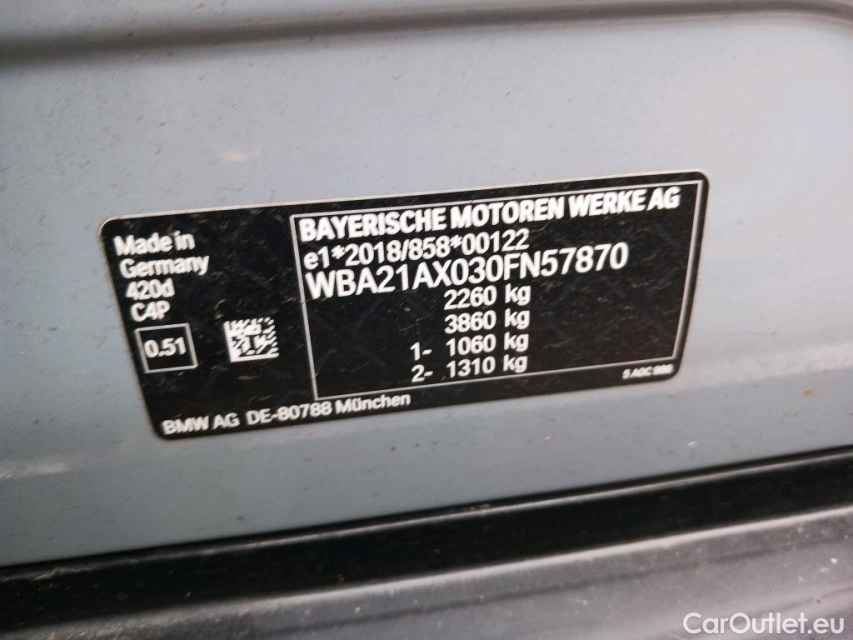 Made in
Germany
420d
C4P
0.51
BAYERISCHE MOTOREN WERKE AG
e1*2018/858*00122
WBA21AX030FN57870
2260 kg
3860 kg
1- 1060 kg
2- 1310 kg
BMW AG DE-80788 München
CarOutlet.eu